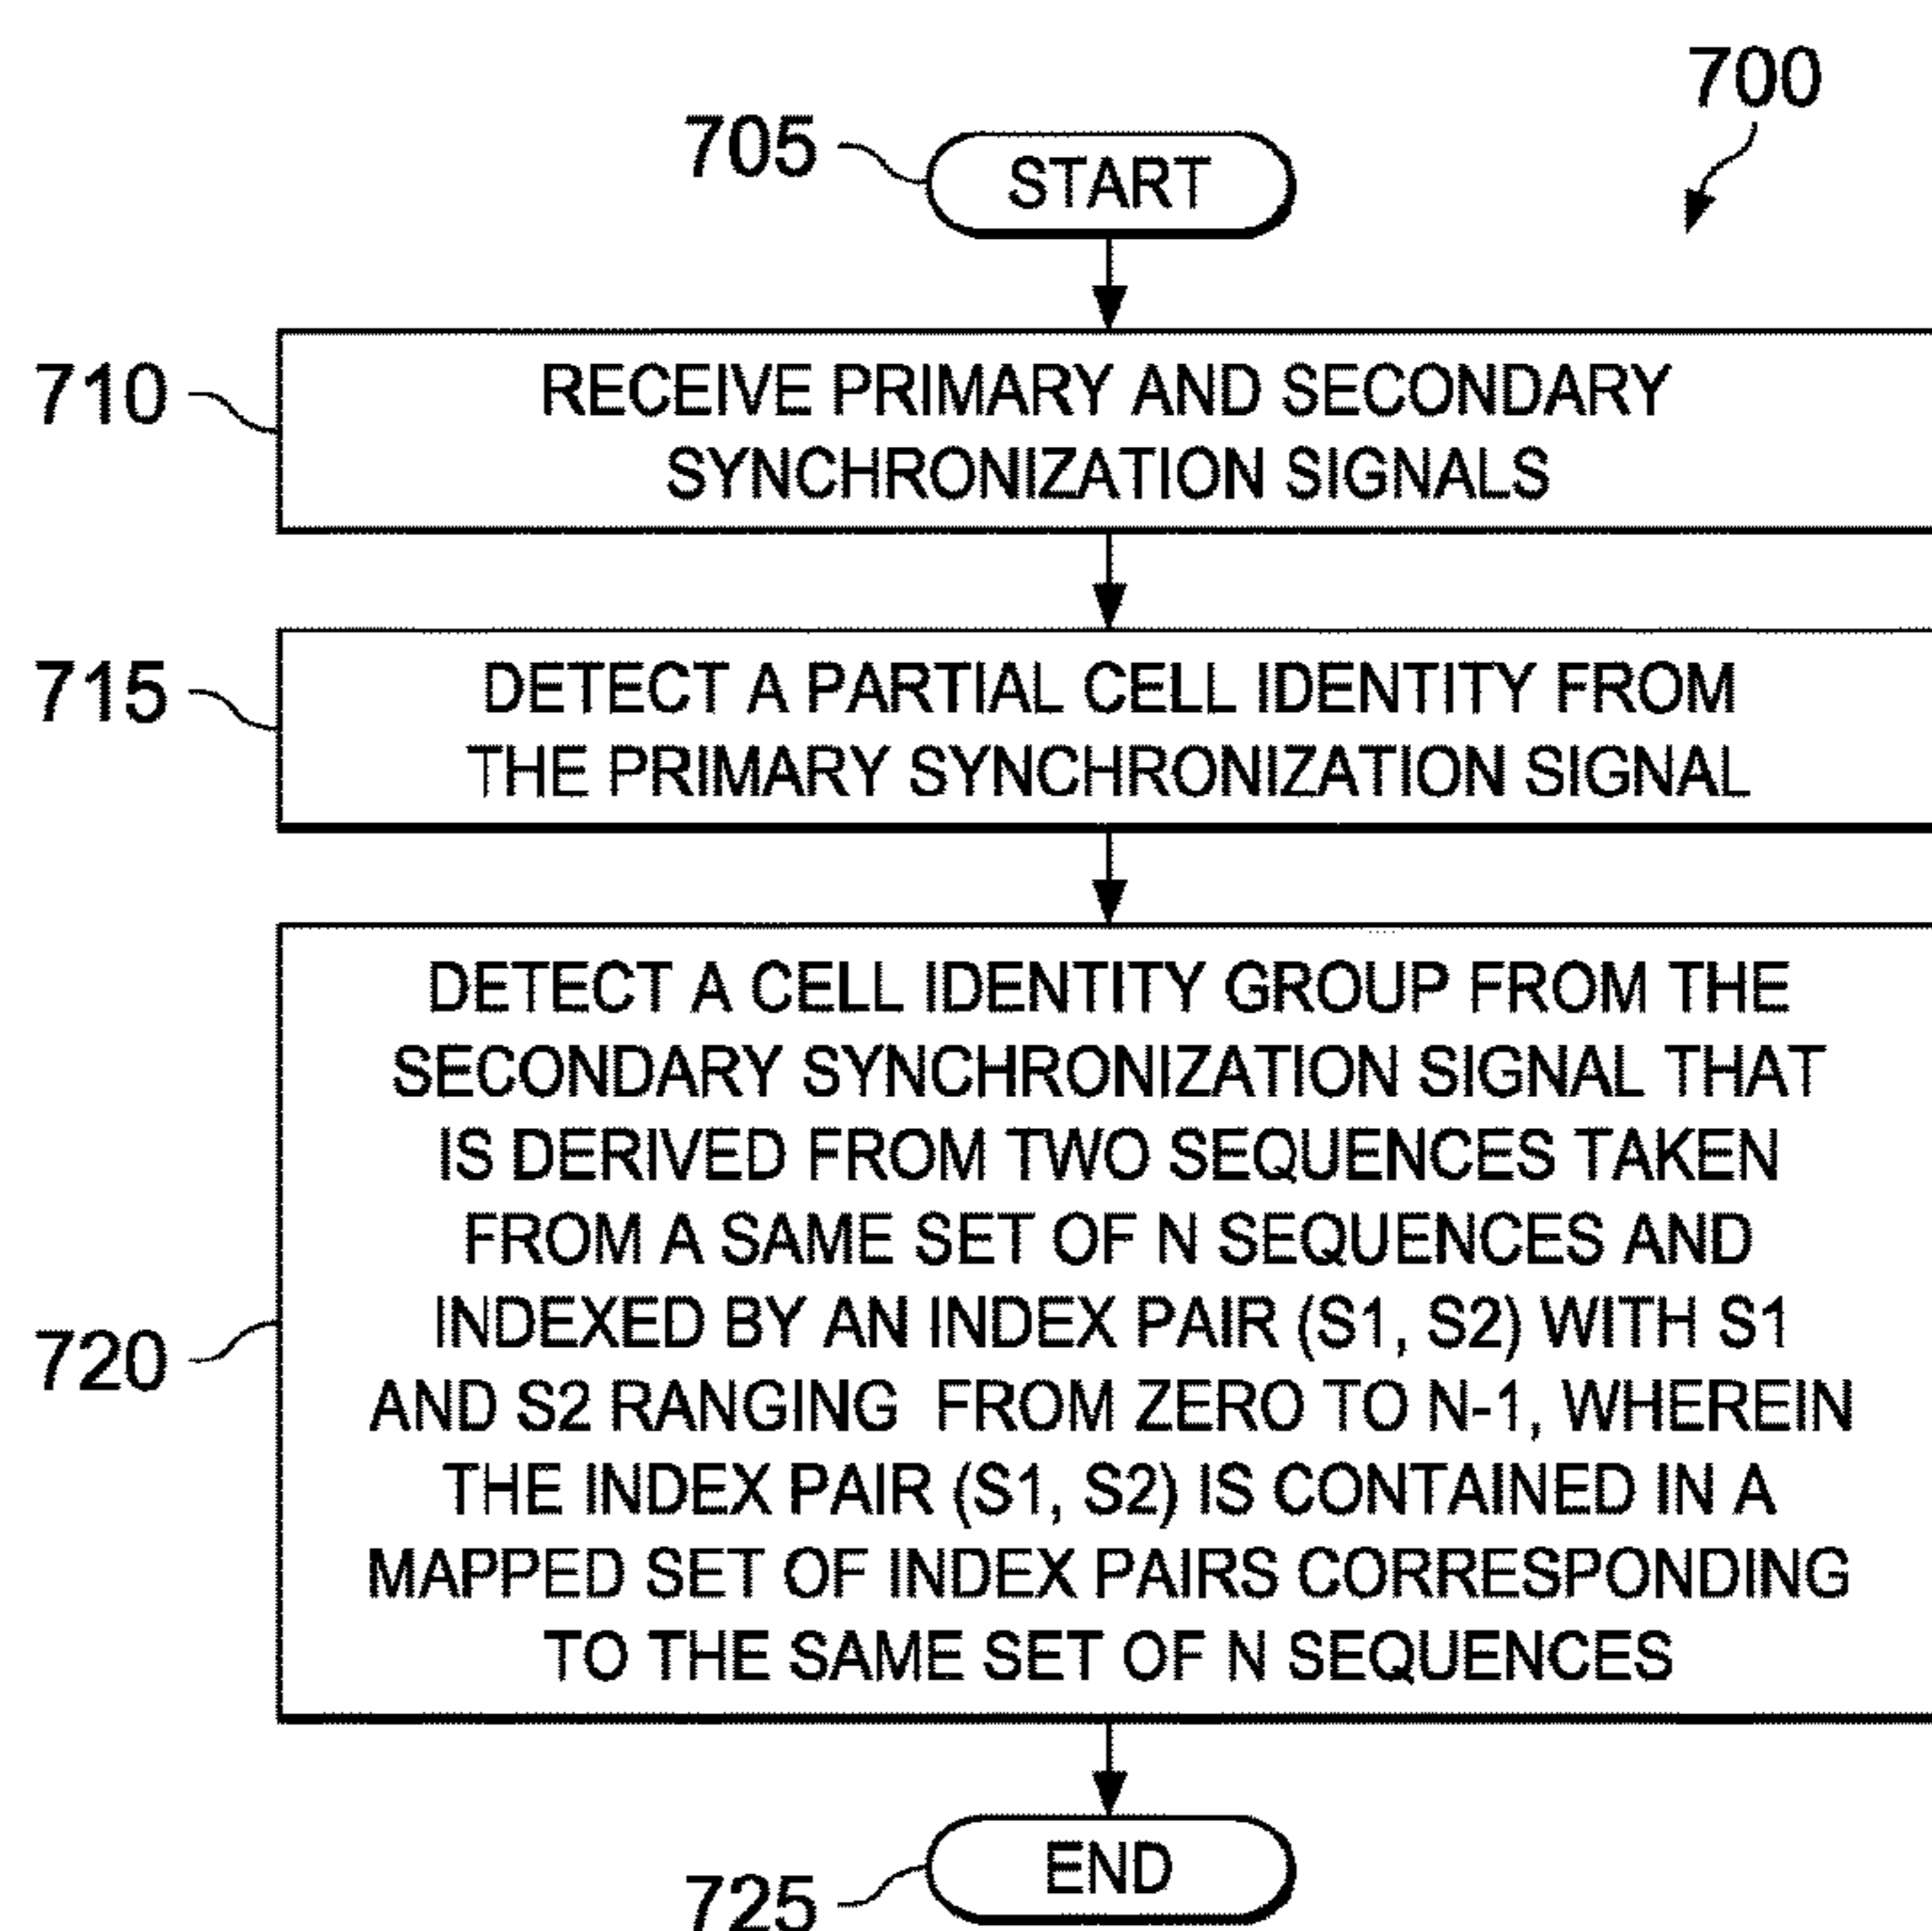 700
705
START
710
RECEIVE PRIMARY AND SECONDARY
SYNCHRONIZATION SIGNALS
715
DETECT A PARTIAL CELL IDENTITY FROM
THE PRIMARY SYNCHRONIZATION SIGNAL
720
DETECT A CELL IDENTITY GROUP FROM THE
SECONDARY SYNCHRONIZATION SIGNAL THAT
IS DERIVED FROM TWO SEQUENCES TAKEN
FROM A SAME SET OF N SEQUENCES AND
INDEXED BY AN INDEX PAIR (S1, S2) WITH S1
AND S2 RANGING FROM ZERO TO N-1, WHEREIN
THE INDEX PAIR (S1, S2) IS CONTAINED IN A
MAPPED SET OF INDEX PAIRS CORRESPONDING
TO THE SAME SET OF N SEQUENCES
725
END